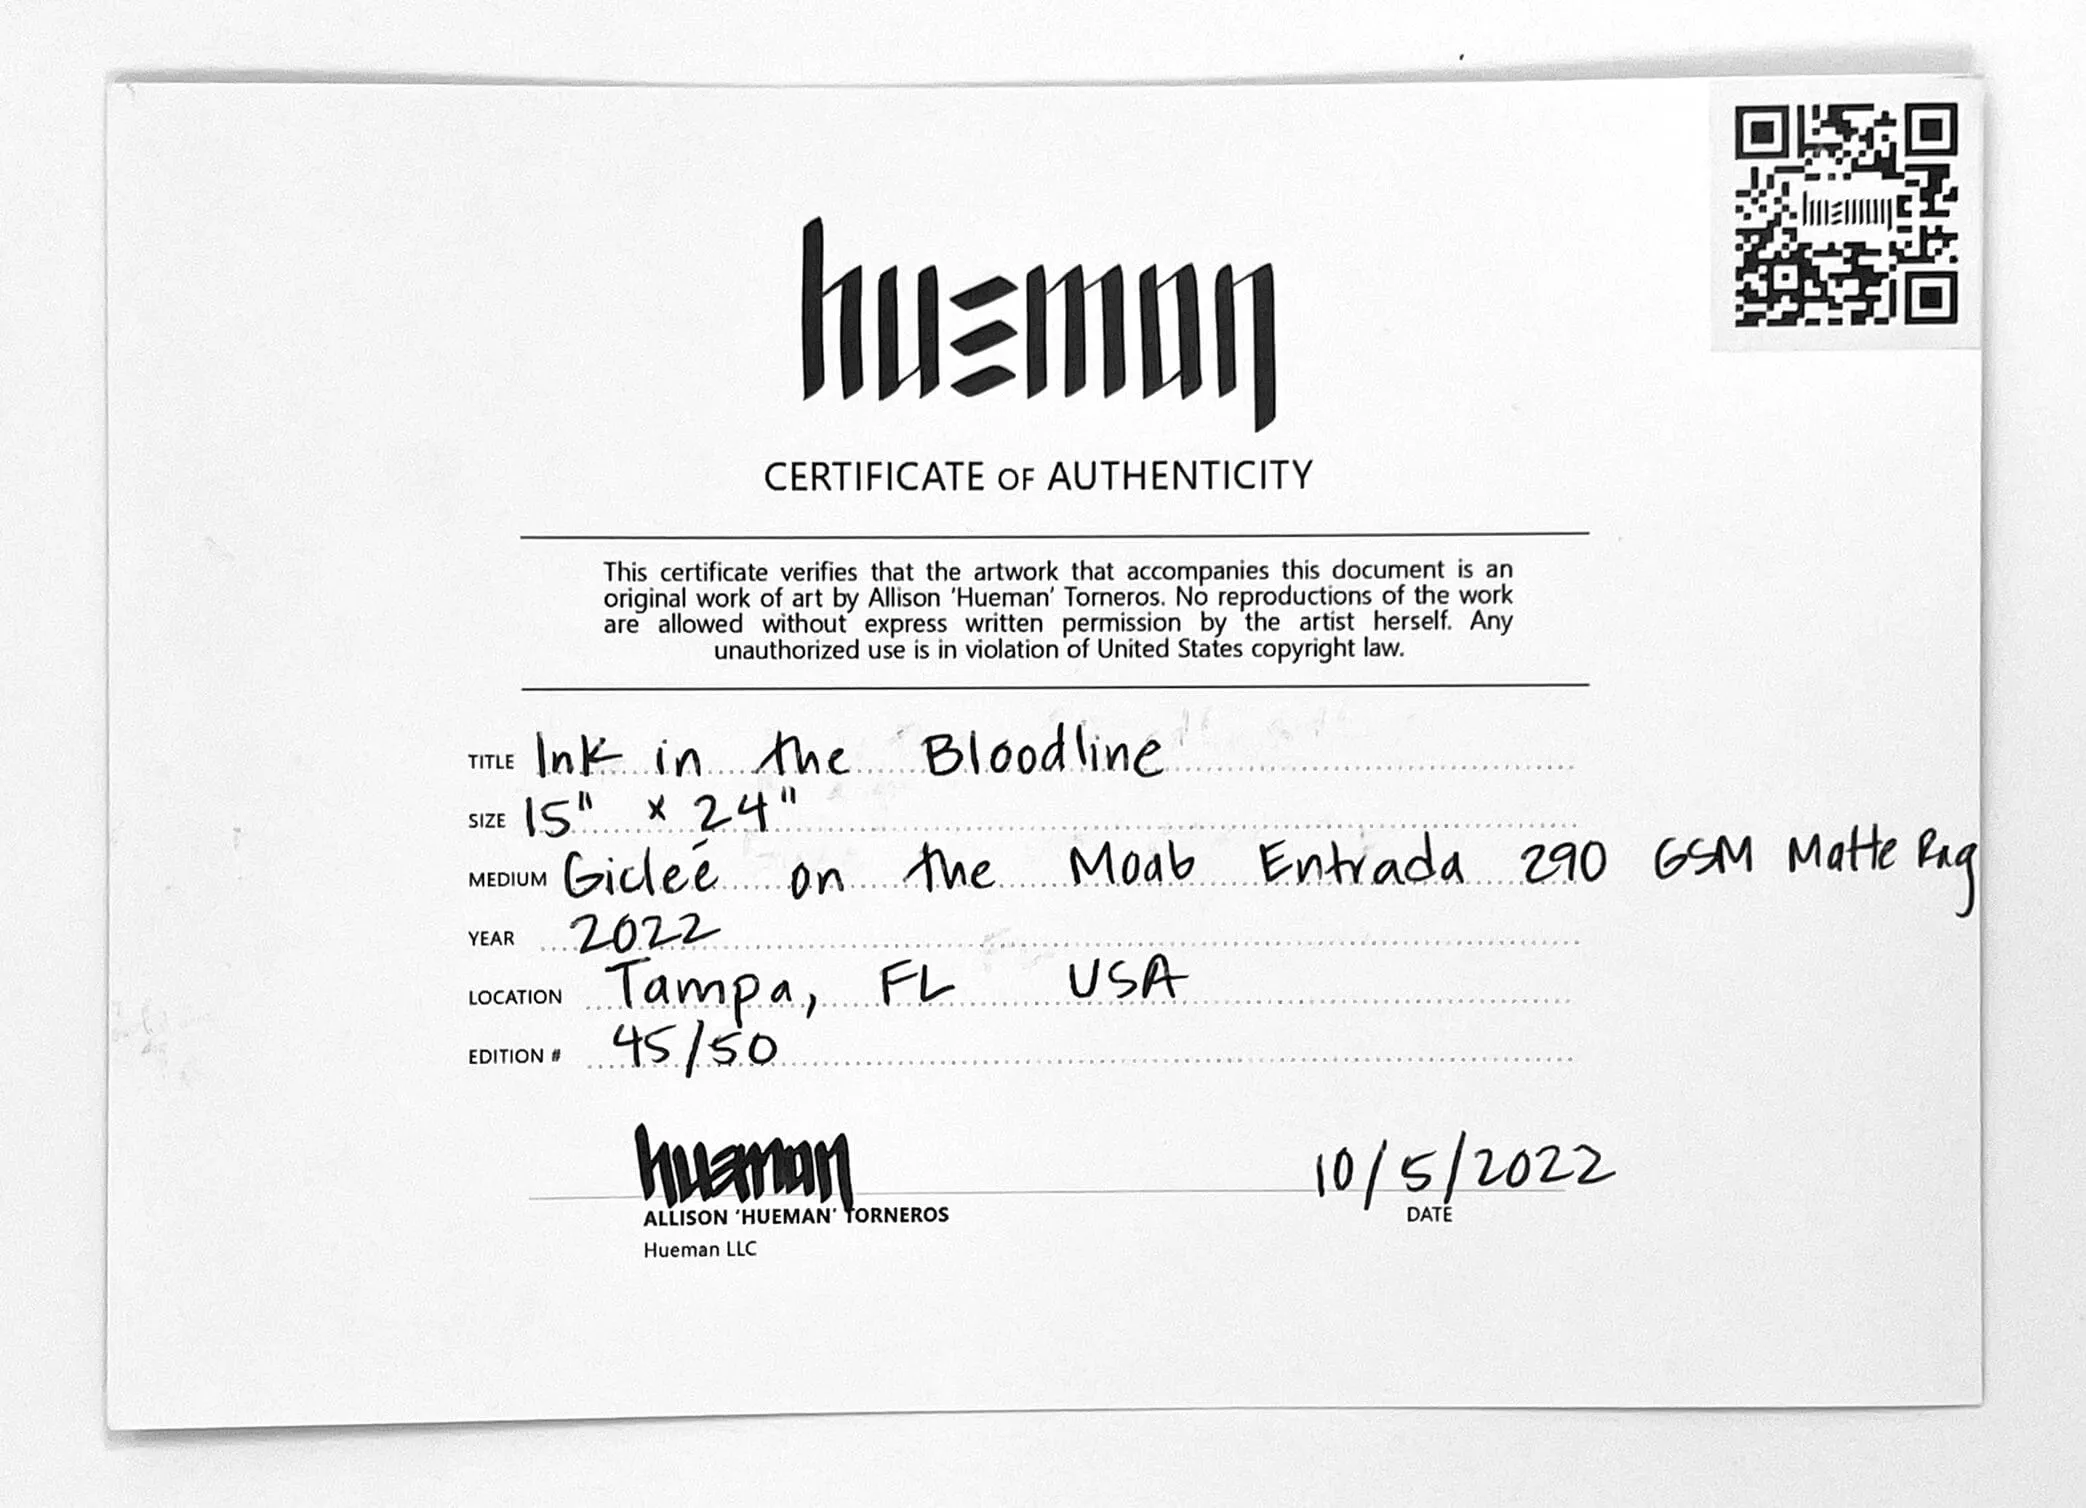 hueman
hueman
CERTIFICATE OF AUTHENTICITY
This certificate verifies that the artwork that accompanies this document is an
original work of art by Allison ‘Hueman’ Torneros. No reproductions of the work
are allowed without express written permission by the artist herself. Any
unauthorized use is in violation of United States copyright law.
TITLE Ink in the Bloodline
SIZE 15" x 24"
MEDIUM Gicleé on the Moab Entrada 290 GSM Matte Rag
YEAR 2022
LOCATION Tampa, FL USA
EDITION # 45/50
hueman 10/5/2022
ALLISON ‘HUEMAN’ TORNEROS DATE
Hueman LLC